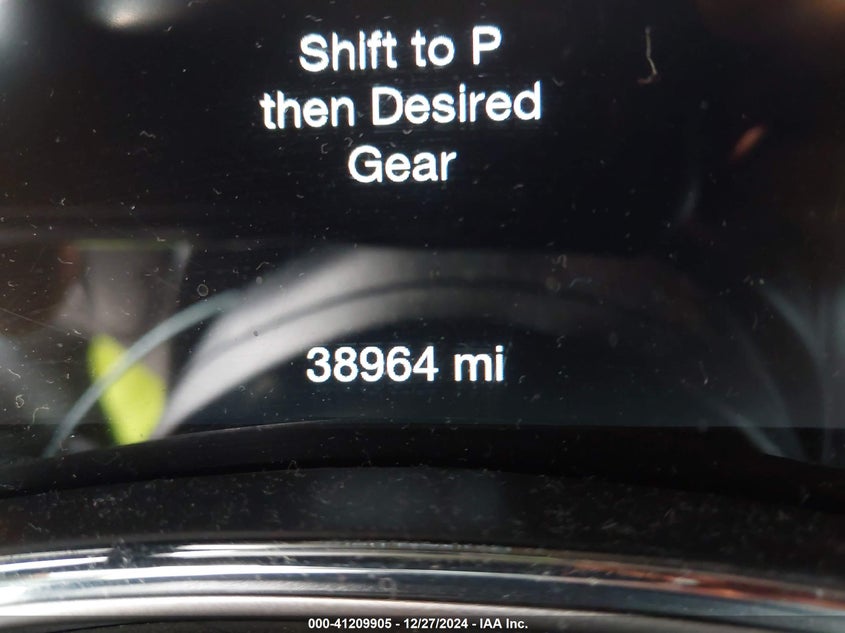 Shift to P
then Desired
Gear
38964 mi
000-41209905 - 12/27/2024 - IAA Inc.